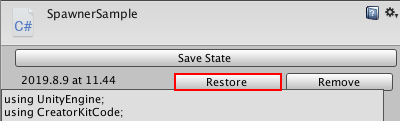 SpawnerSample
C#
Save State
2019.8.9 at 11.44 Restore Remove
using UnityEngine;
using CreatorKitCode;